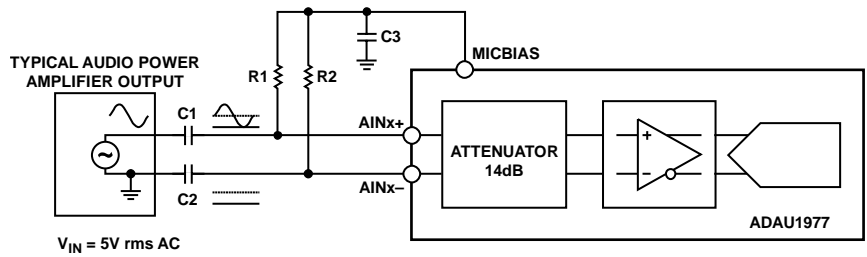 TYPICAL AUDIO POWER
AMPLIFIER OUTPUT
C1
C2
R1
R2
C3
MICBIAS
AINx+
AINx–
ATTENUATOR
14dB
+
–
ADAU1977
~
VIN = 5V rms AC